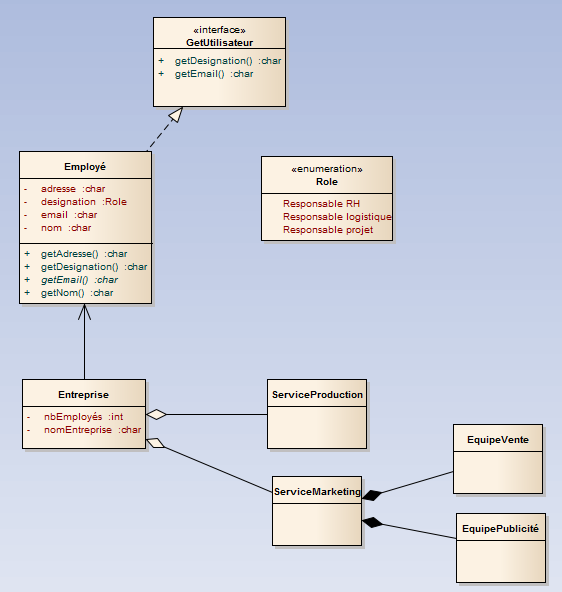 «interface»
GetUtilisateur
+ getDesignation() :char
+ getEmail() :char
Employé
- adresse :char
- designation :Role
- email :char
- nom :char
+ getAdresse() :char
+ getDesignation() :char
+ getEmail() :char
+ getNom() :char
«enumeration»
Role
Responsable RH
Responsable logistique
Responsable projet
Entreprise
- nbEmployés :int
- nomEntreprise :char
ServiceProduction
ServiceMarketing
EquipeVente
EquipePublicité